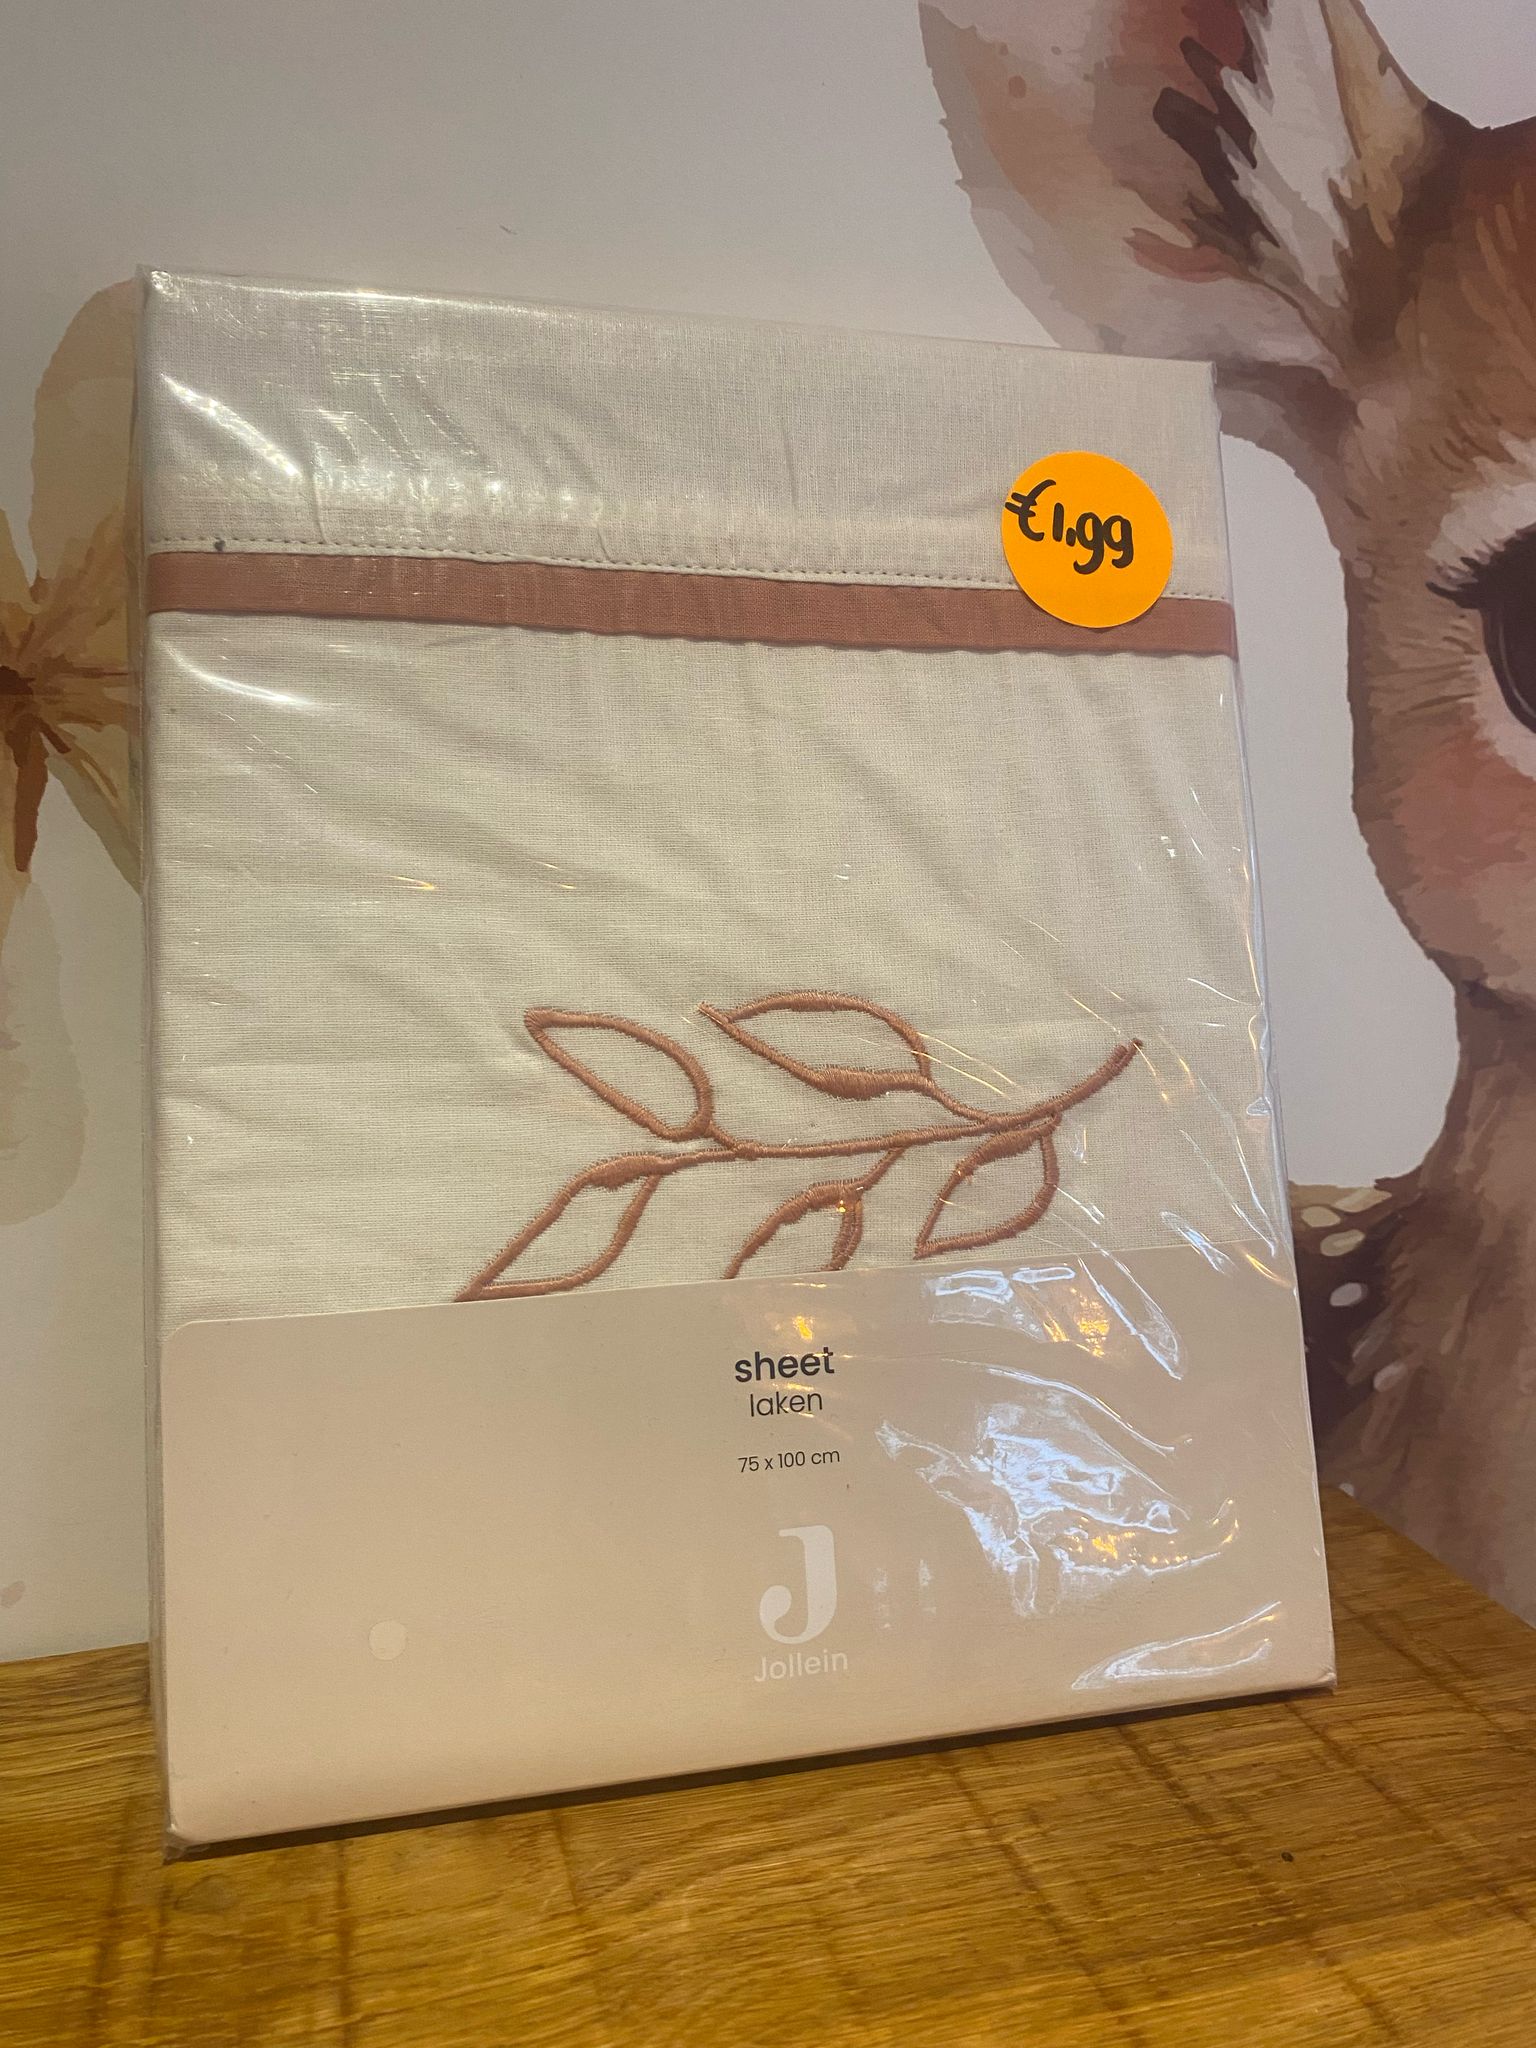 €1,99
sheet
laken
75 x 100 cm
J
Jollein